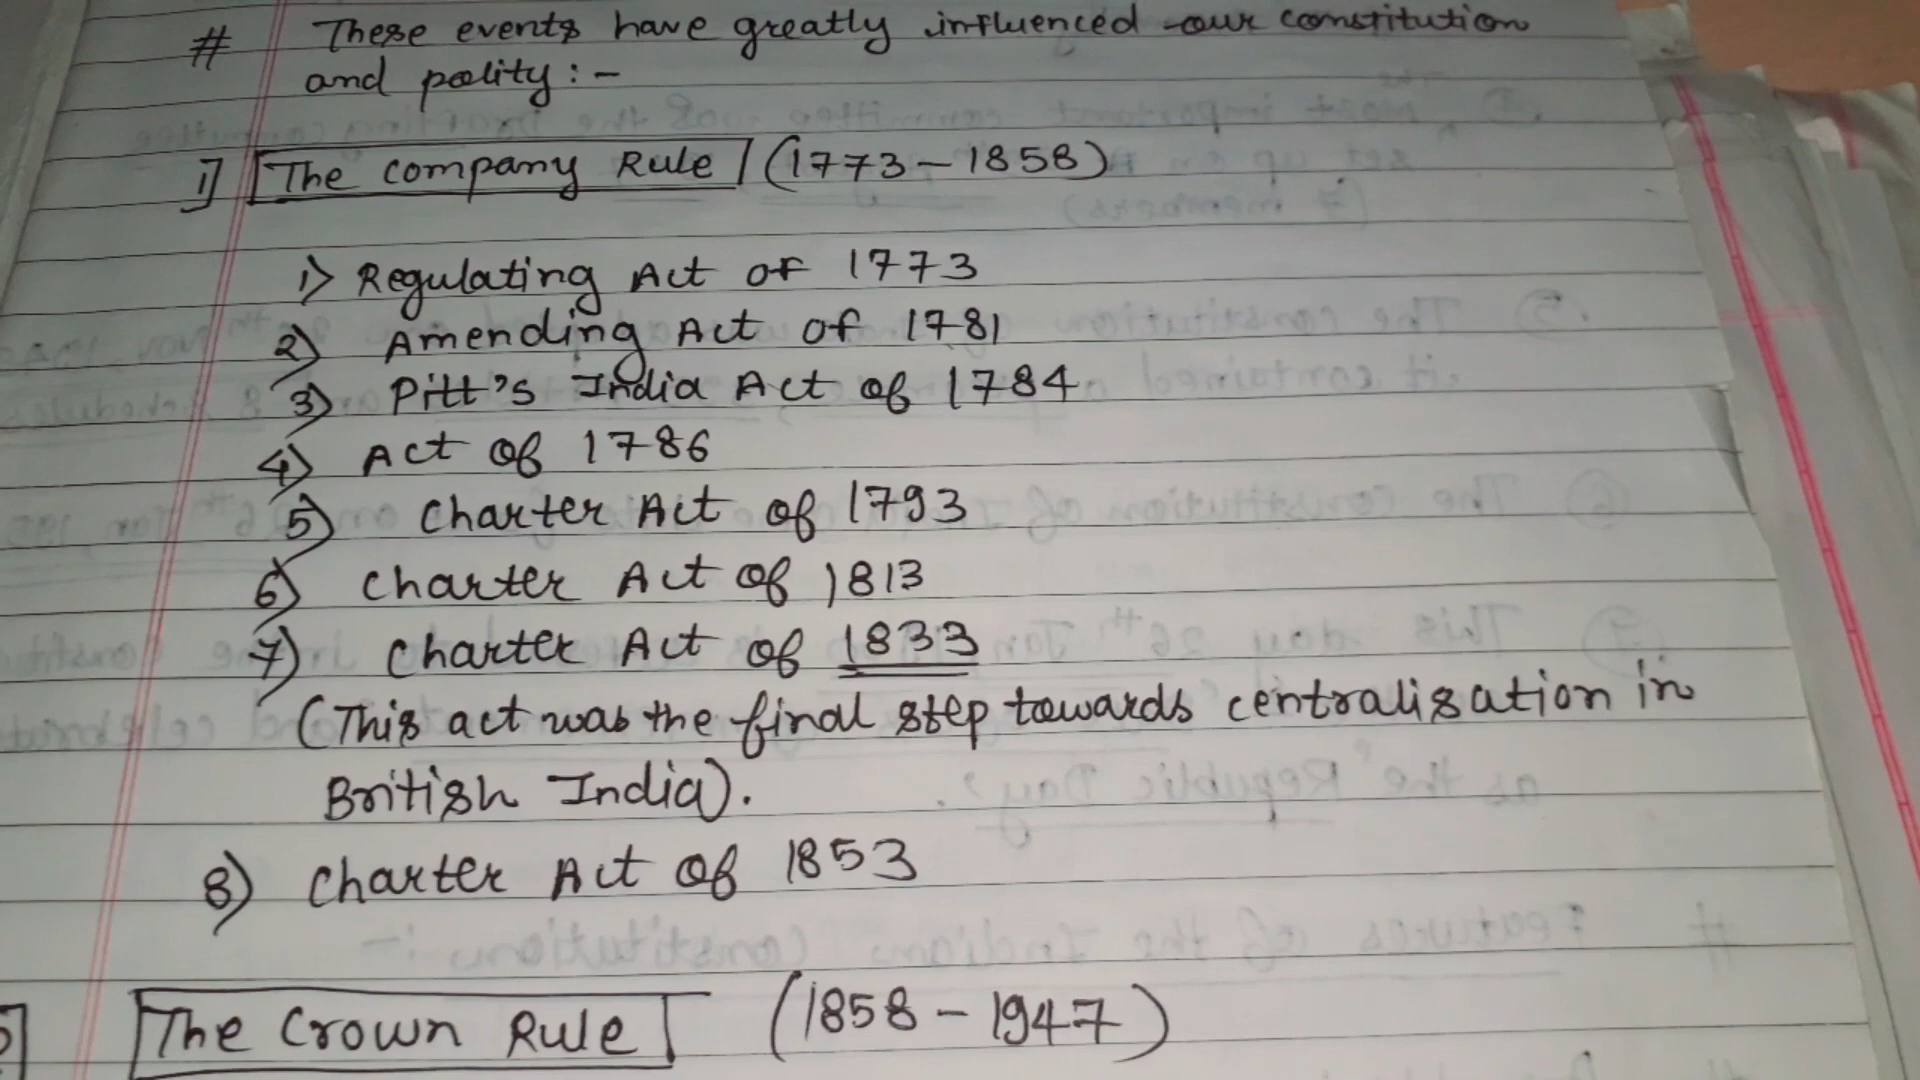 # These events have greatly influenced our constitution
and polity :-
1] The Company Rule (1773-1858)
1) Regulating Act of 1773
2) Amending Act of 1781
3) Pitt's India Act of 1784
4) Act of 1786
5) Charter Act of 1793
6) Charter Act of 1813
7) Charter Act of 1833
(This act was the final step towards centralisation in
British India).
8) Charter Act of 1853
The Crown Rule (1858-1947)